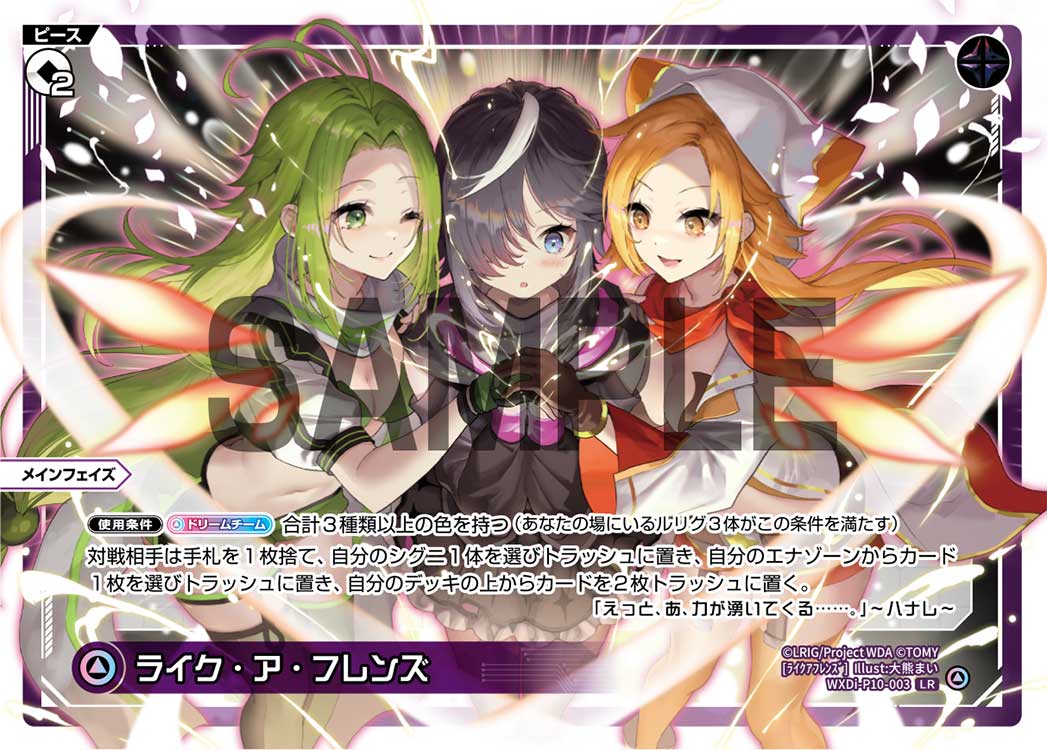 ピース
2
SAMPLE
メインフェイズ
使用条件 ドリームチーム 合計3種類以上の色を持つ(あなたの場にいるルリグ3体がこの条件を満たす)
対戦相手は手札を1枚捨て、自分のシグニ1体を選びトラッシュに置き、自分のエナゾーンからカード
1枚を選びトラッシュに置き、自分のデッキの上からカードを2枚トラッシュに置く。
「えっと、あ、力が湧いてくる……。」~ハナレ~
ライク・ア・フレンズ
©LRIG/Project WDA ©TOMY
[ライクアフレンズ] Illust:大熊まい
WXDi-P10-003 LR